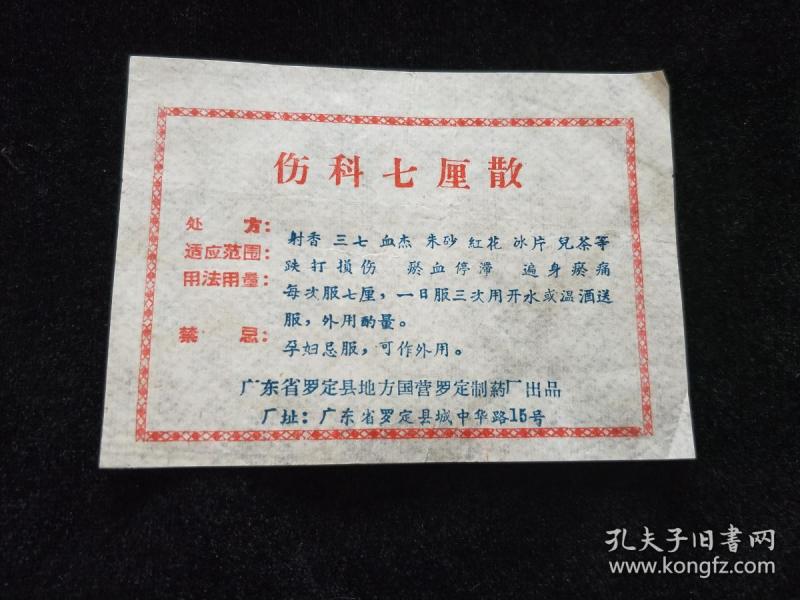 伤科七厘散
处方：射香 三七 血杰 朱砂 红花 冰片 兒茶等
适应范围：跌打损伤 瘀血停滞 遍身瘀痛
用法用量：每次服七厘，一日服三次用开水或温酒送
服，外用酌量。
禁忌：孕妇忌服，可作外用。
广东省罗定县地方国营罗定制药厂出品
厂址：广东省罗定县城中华路15号
孔夫子旧书网
www.kongfz.com